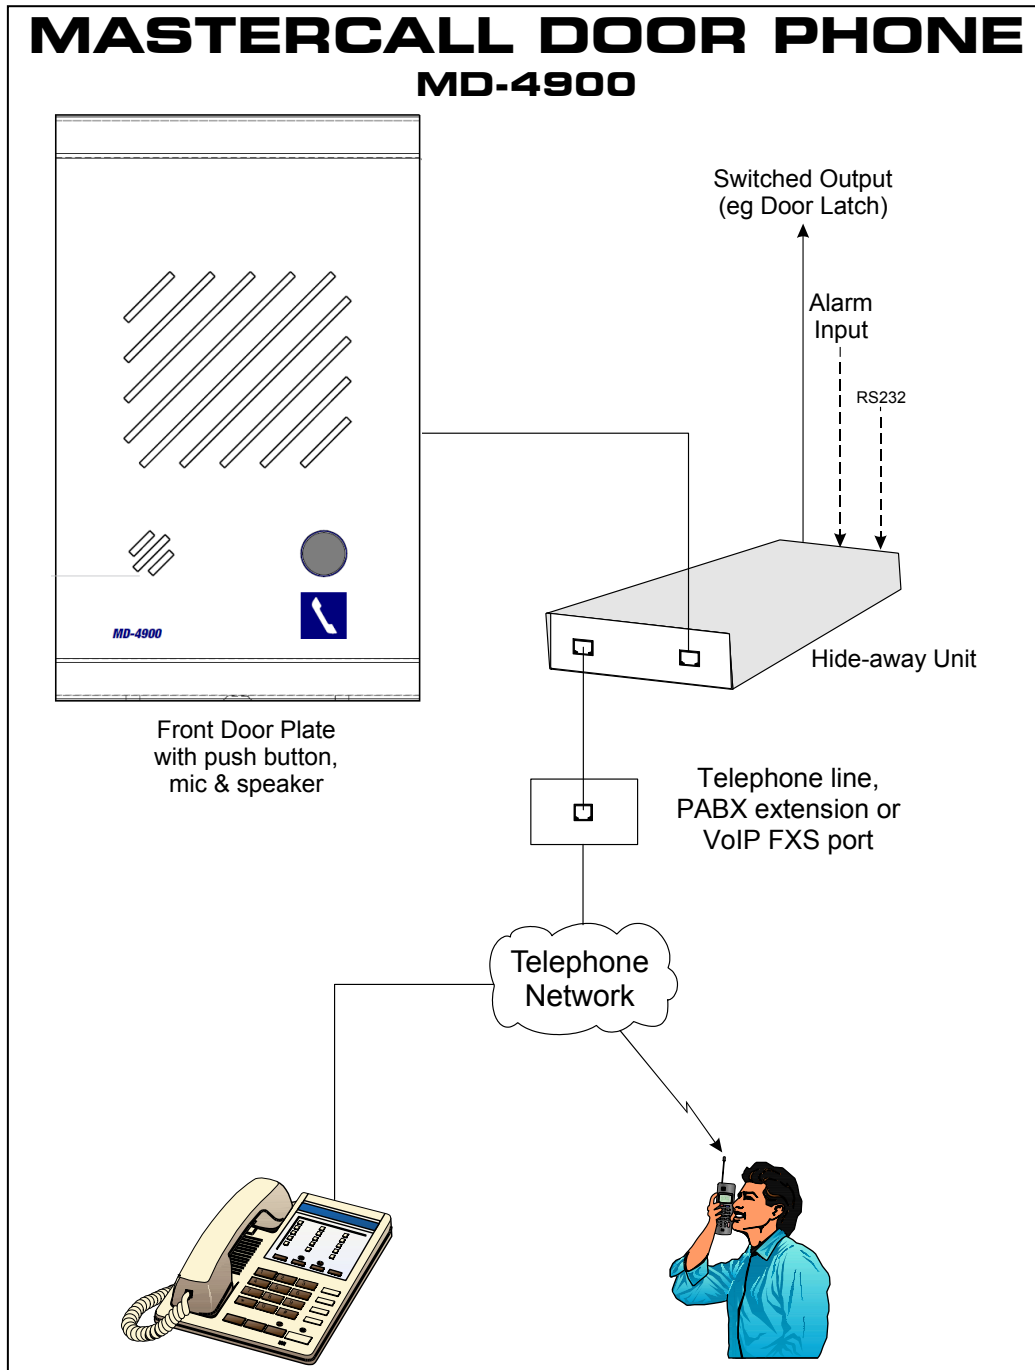 MASTERCALL DOOR PHONE
MD-4900
Switched Output
(eg Door Latch)
Alarm
Input
RS232
MD-4900
Hide-away Unit
Front Door Plate
with push button,
mic & speaker
Telephone line,
PABX extension or
VoIP FXS port
Telephone
Network